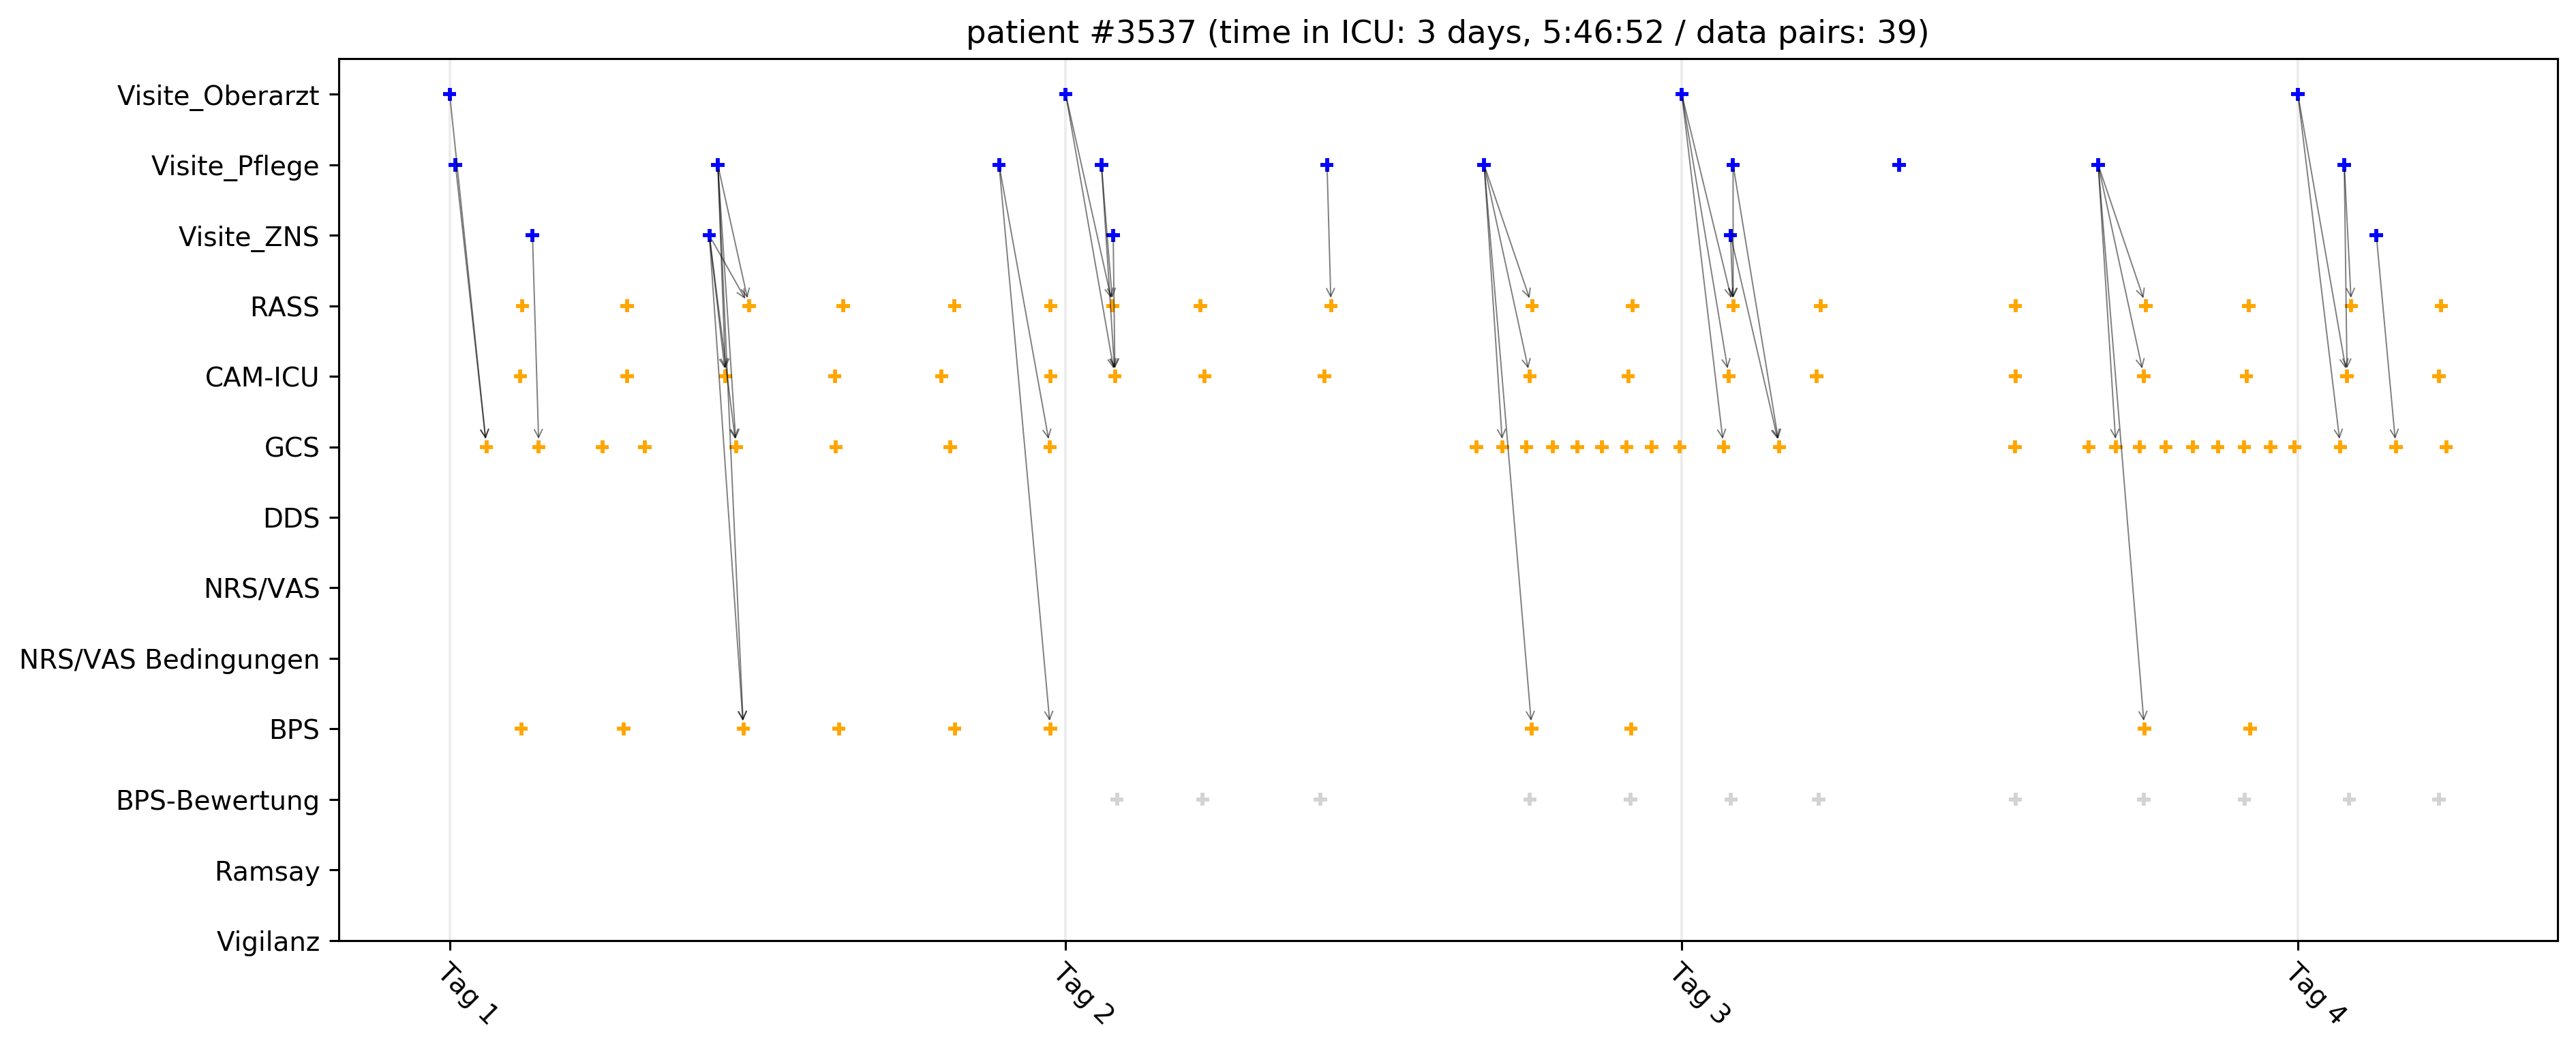 patient #3537 (time in ICU: 3 days, 5:46:52 / data pairs: 39)
Visite_Oberarzt
Visite_Pflege
Visite_ZNS
RASS
CAM-ICU
GCS
DDS
NRS/VAS
NRS/VAS Bedingungen
BPS
BPS-Bewertung
Ramsay
Vigilanz
Tag 1
Tag 2
Tag 3
Tag 4